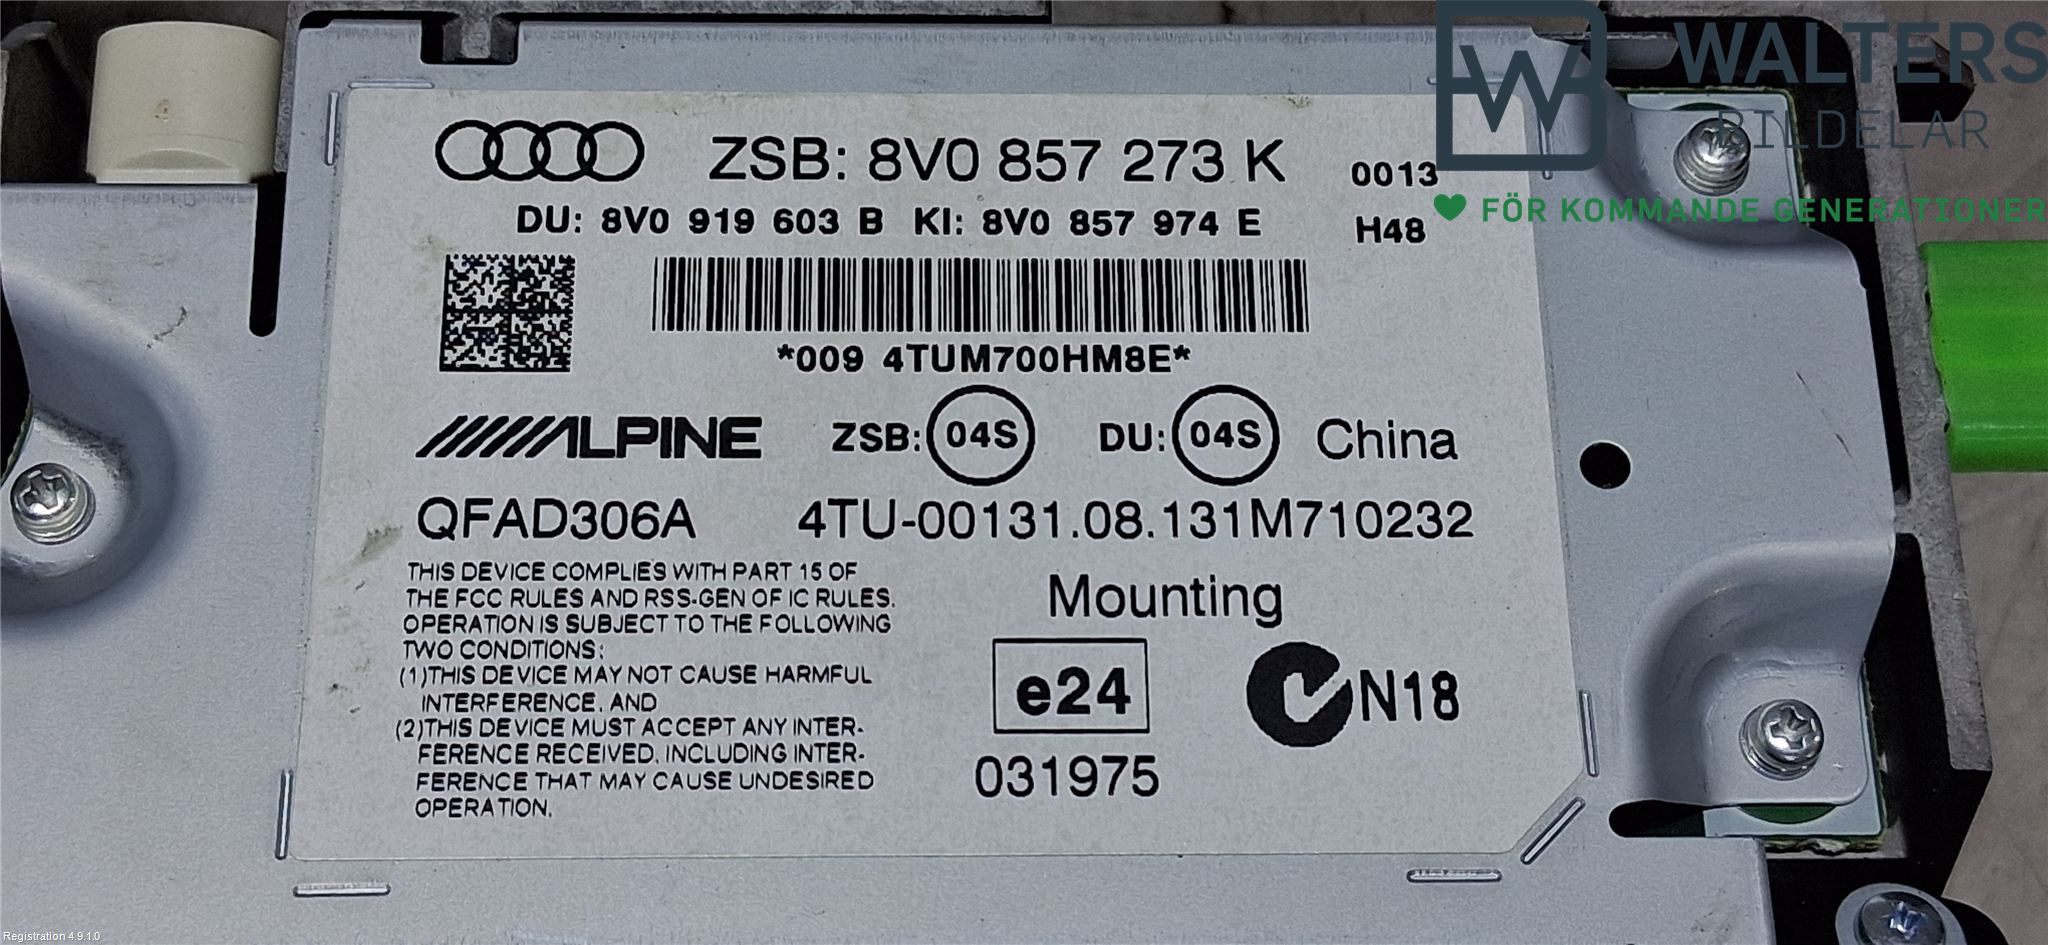 WALTERS
BILDELAR
FÖR KOMMANDE GENERATIONER
ZSB: 8V0 857 273 K 0013
DU: 8V0 919 603 B KI: 8V0 857 974 E H48
*009 4TUM700HM8E*
ALPINE ZSB: 04S DU: 04S China
QFAD306A 4TU-00131.08.131M710232
THIS DEVICE COMPLIES WITH PART 15 OF
THE FCC RULES AND RSS-GEN OF IC RULES.
OPERATION IS SUBJECT TO THE FOLLOWING
TWO CONDITIONS:
(1)THIS DEVICE MAY NOT CAUSE HARMFUL
INTERFERENCE, AND
(2)THIS DEVICE MUST ACCEPT ANY INTER-
FERENCE RECEIVED, INCLUDING INTER-
FERENCE THAT MAY CAUSE UNDESIRED
OPERATION.
Mounting
e24
N18
031975
Registration 4.9.1.0